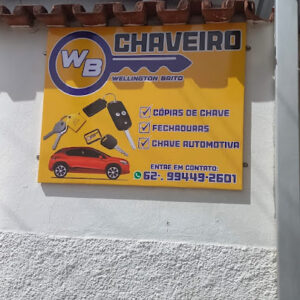 WB
CHAVEIRO
WELLINGTON BRITO
CÓPIAS DE CHAVE
FECHADURAS
CHAVE AUTOMOTIVA
ENTRE EM CONTATO:
62-. 99449-2601